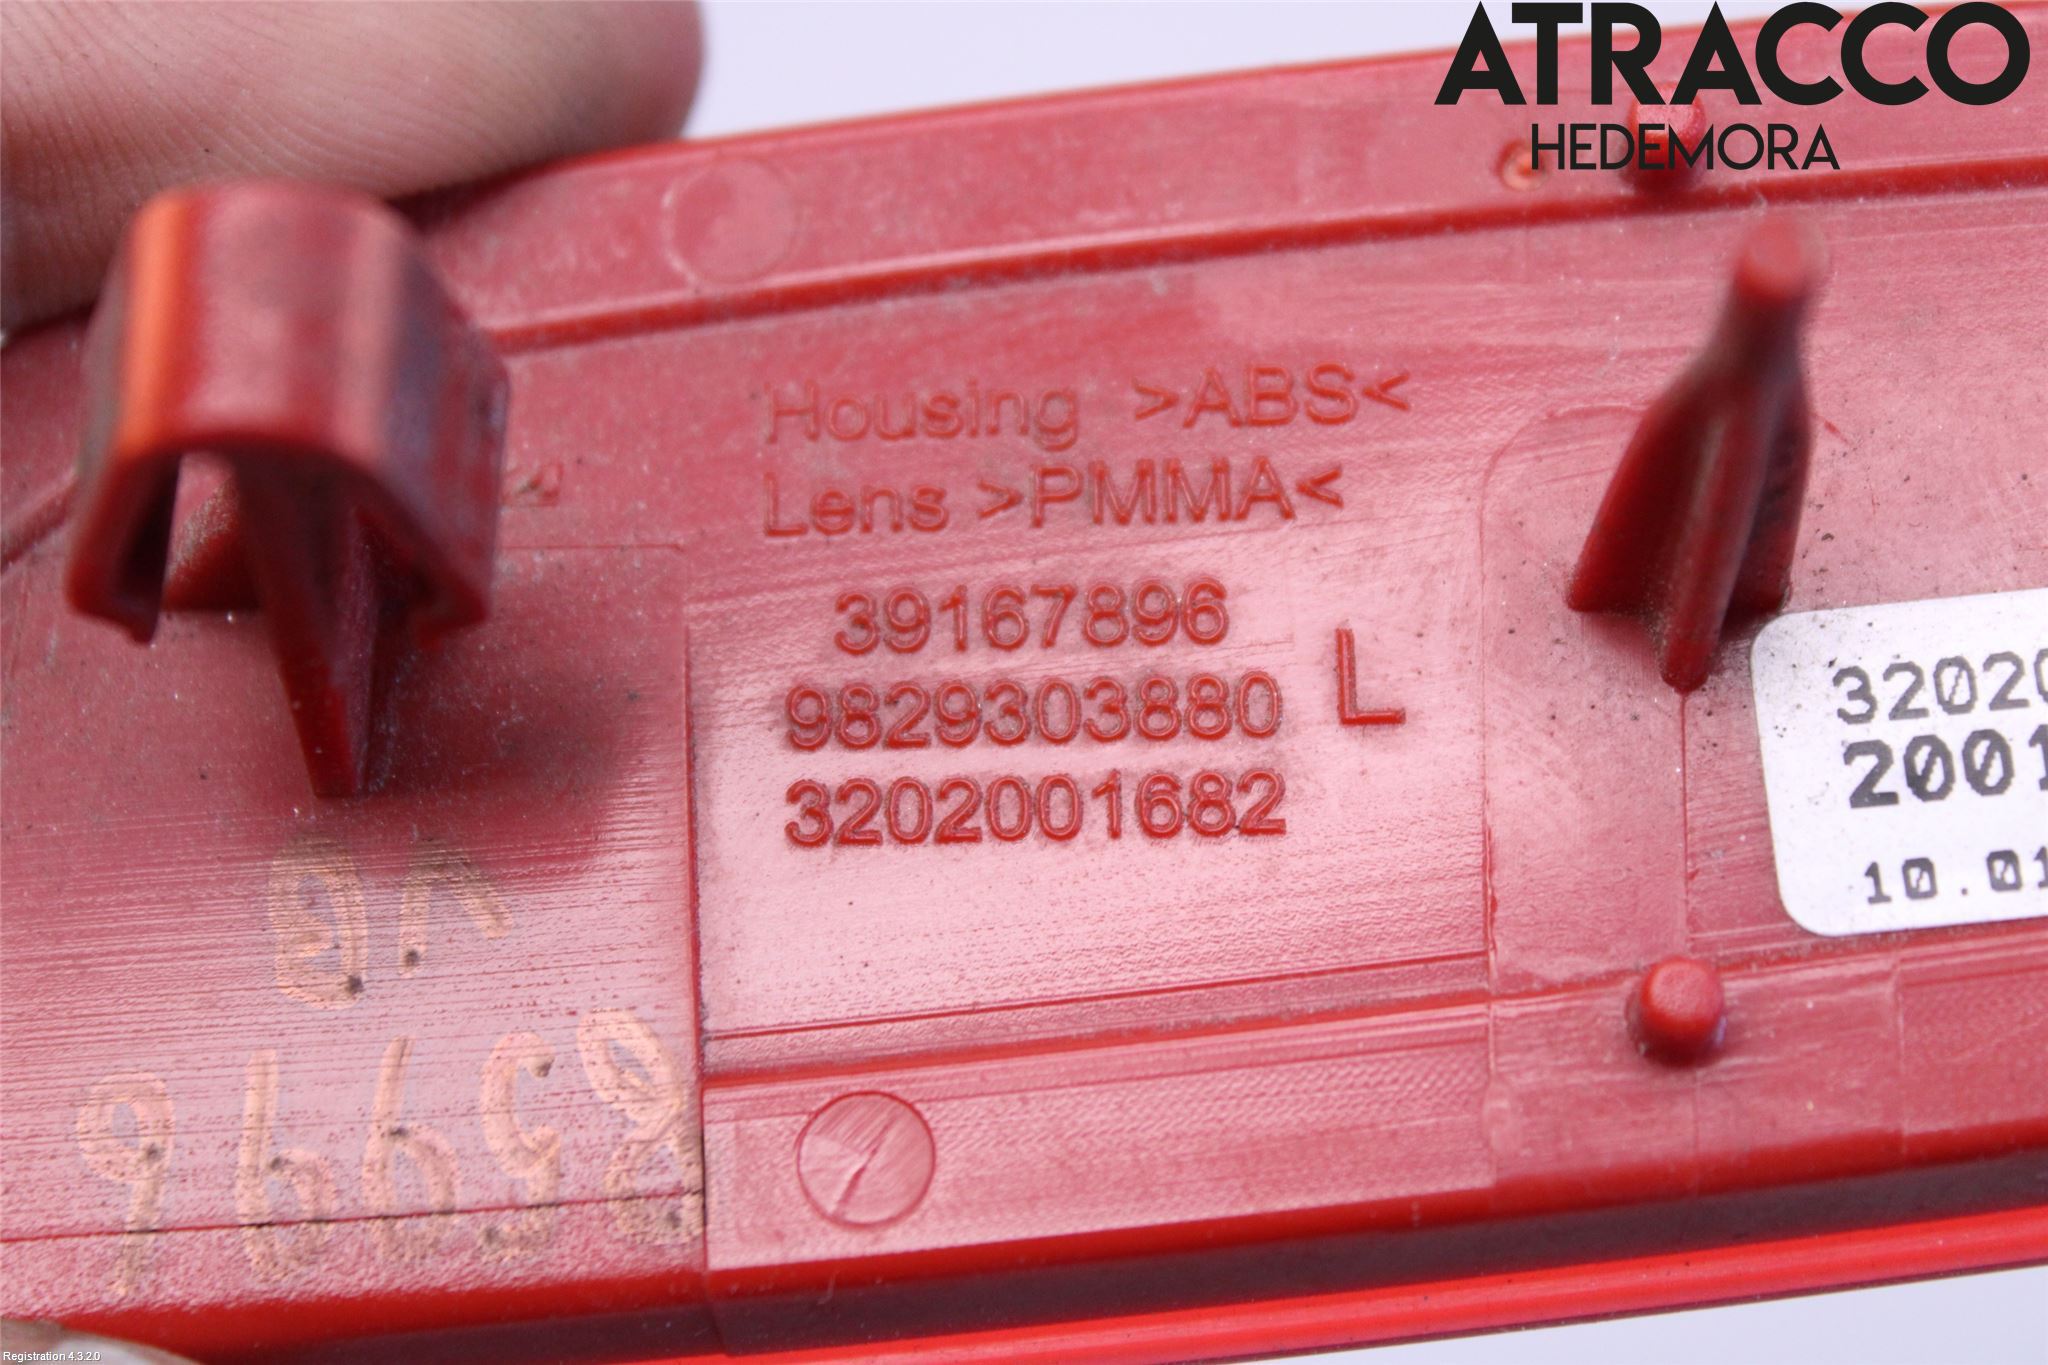 ATRACCO
HEDEMORA
Housing >ABS<
Lens >PMMA<
39167896
9829303880
L
3202001682
3202
2001
10.01
Registration 4.3.2.0